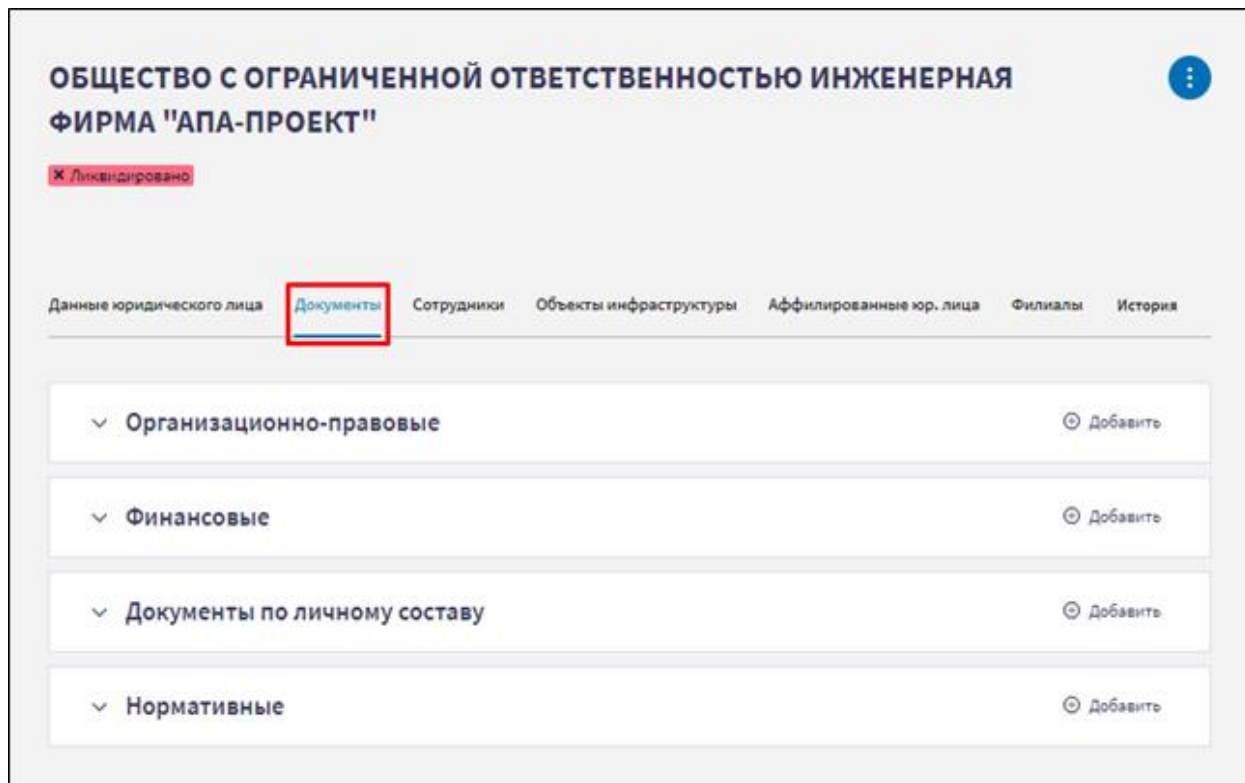 ОБЩЕСТВО С ОГРАНИЧЕННОЙ ОТВЕТСТВЕННОСТЬЮ ИНЖЕНЕРНАЯ
ФИРМА "АПА-ПРОЕКТ"
× Ликвидировано
Данные юридического лица Документы Сотрудники Объекты инфраструктуры Аффилированные юр. лица Филиалы История
Организационно-правовые Добавить
Финансовые Добавить
Документы по личному составу Добавить
Нормативные Добавить